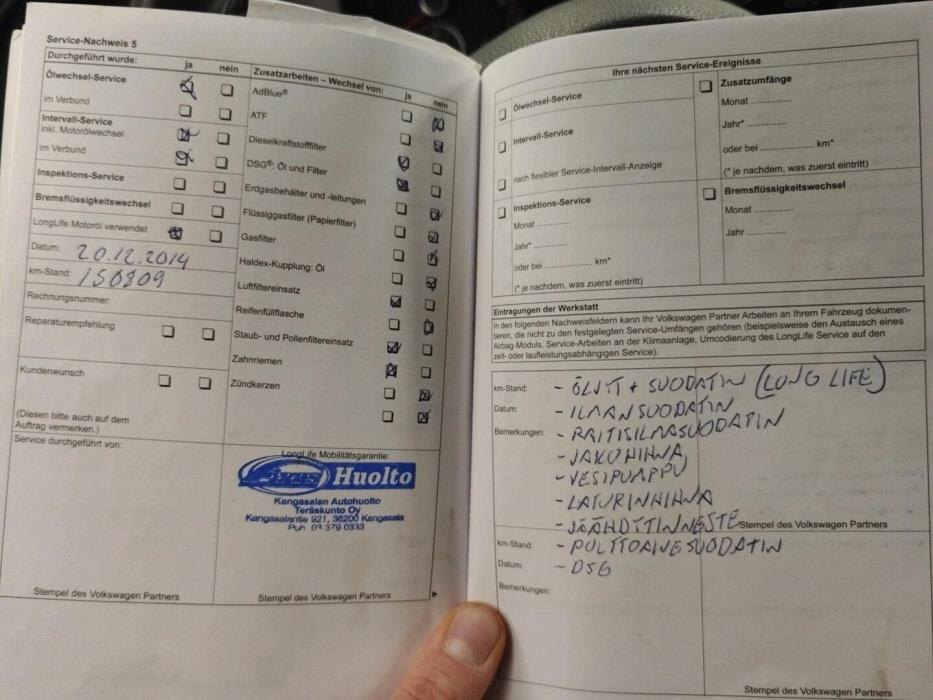 Service-Nachweis 5
Durchgeführt wurde: ja nein
Ölwechsel-Service
im Verbund
Intervall-Service
inkl. Motorölwechsel
im Verbund
Inspektions-Service
Bremsflüssigkeitswechsel
LongLife Motoröl verwendet
Datum: 20.12.2014
km-Stand: 150809
Rechnungsnummer:
Reparaturempfehlung
Kundenwunsch
(Diesen bitte auch auf dem
Auftrag vermerken.)
Service durchgeführt von:
Stempel des Volkswagen Partners
Zusatzarbeiten – Wechsel von: ja nein
AdBlue®
ATF
Dieselkraftstofffilter
DSG®: Öl und Filter
Erdgasbehälter und -leitungen
Flüssiggasfilter (Papierfilter)
Gasfilter
Haldex-Kupplung: Öl
Luftfiltereinsatz
Reifenfüllflasche
Staub- und Pollenfiltereinsatz
Zahnriemen
Zündkerzen
LongLife Mobilitätsgarantie:
Huolto
Kangasalan Autohuolto
Teräskunto Oy
Kangasalantie 921, 36200 Kangasala
Puh 03 379 0333
Stempel des Volkswagen Partners
Ihre nächsten Service-Ereignisse
Ölwechsel-Service
Intervall-Service
nach flexibler Service-Intervall-Anzeige
Inspektions-Service
Monat ..............
Jahr* ..............
oder bei .................. km*
(* je nachdem, was zuerst eintritt)
Zusatzumfänge
Monat ..............
Jahr* ..............
oder bei .................. km*
(* je nachdem, was zuerst eintritt)
Bremsflüssigkeitswechsel
Monat ..............
Jahr ..............
Eintragungen der Werkstatt
In den folgenden Nachweisfeldern kann Ihr Volkswagen Partner Arbeiten an Ihrem Fahrzeug dokumen-
tieren, die nicht zu den festgelegten Service-Umfängen gehören (beispielsweise den Austausch eines
Airbag-Moduls, Service-Arbeiten an der Klimaanlage, Umcodierung des LongLife Service auf den
zeit- oder laufleistungsabhängigen Service).
km-Stand: - ÖLJYT + SUODATIN (LONG LIFE)
Datum: - ILMANSUODATIN
Bemerkungen: - RAITISILMASUODATIN
- JAKOHIHNA
- VESIPUMPPU
- LATURINHIHNA
- JÄÄHDYTINNESTE Stempel des Volkswagen Partners
km-Stand: - POLTTOAINESUODATIN
Datum: - DSG
Bemerkungen:
Stempel des Volkswagen Partners